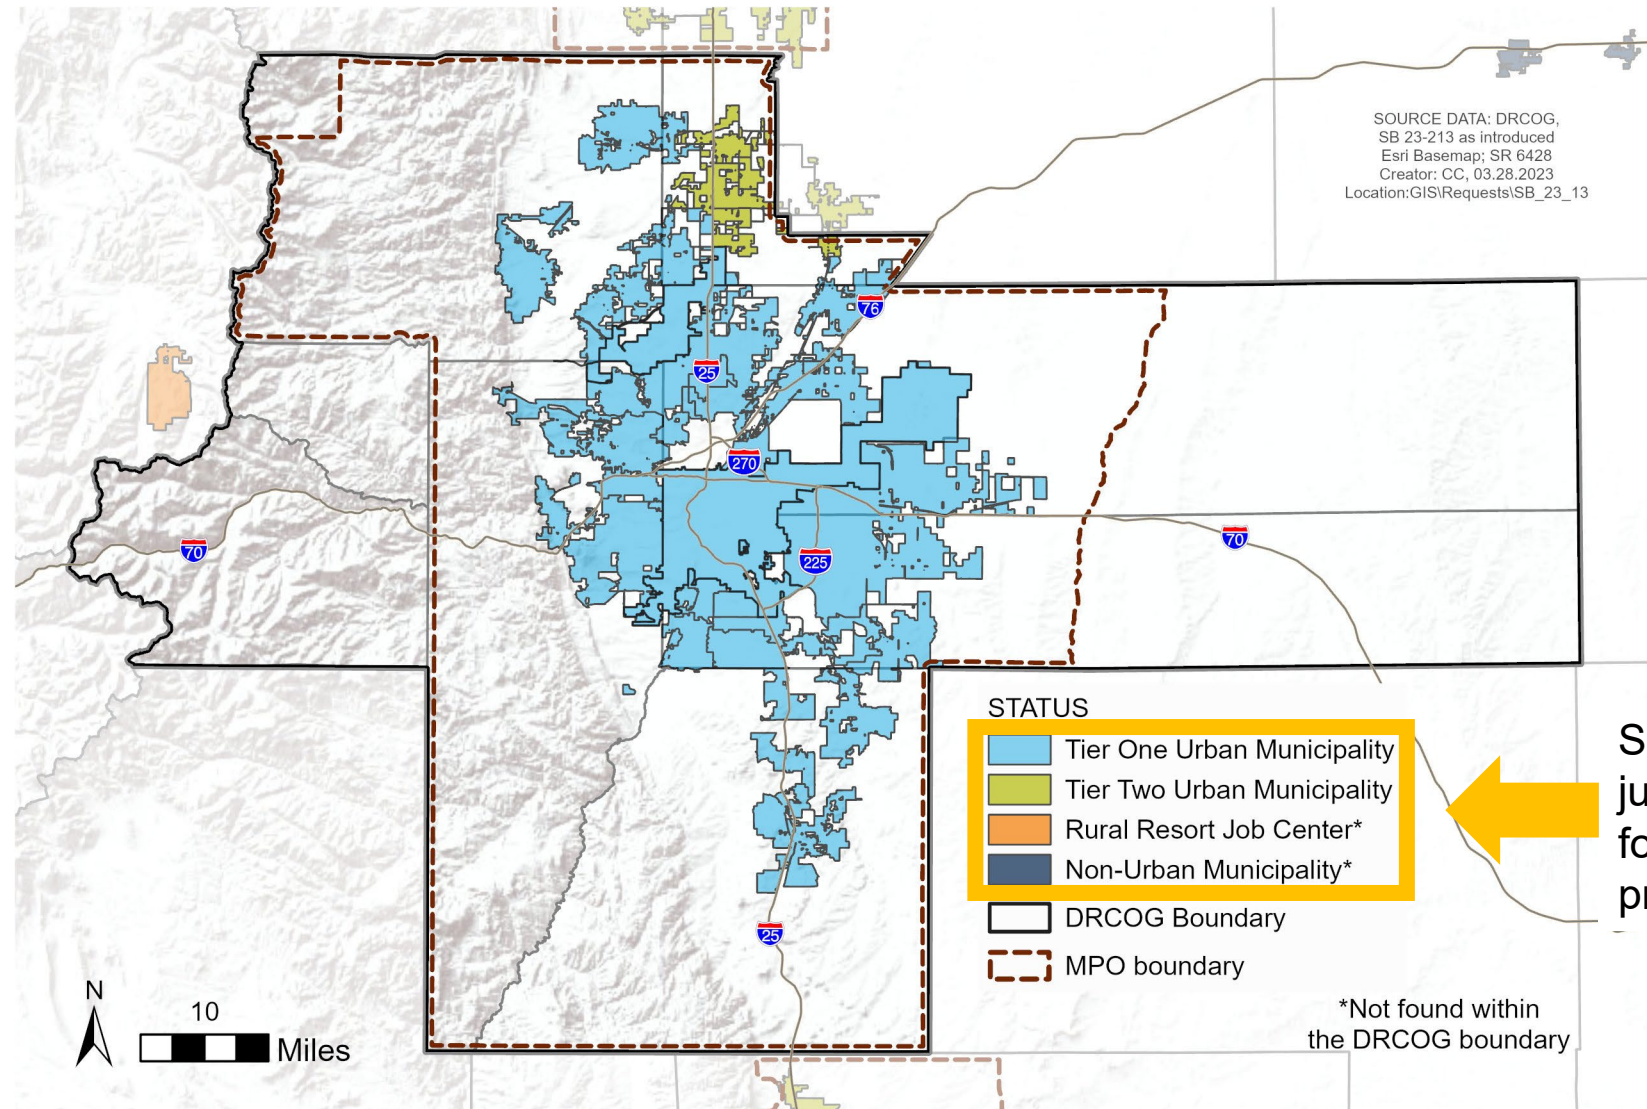 SOURCE DATA: DRCOG,
SB 23-213 as introduced
Esri Basemap; SR 6428
Creator: CC, 03.28.2023
Location:GIS\Requests\SB_23_13
76
25
270
70
225
70
25
STATUS
Tier One Urban Municipality
Tier Two Urban Municipality
Rural Resort Job Center*
Non-Urban Municipality*
DRCOG Boundary
MPO boundary
*Not found within
the DRCOG boundary
N
10
Miles